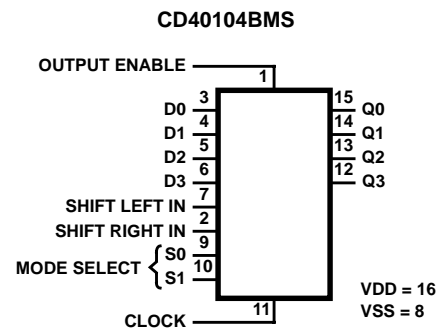 CD40104BMS
OUTPUT ENABLE 1
D0 3 15 Q0
D1 4 14 Q1
D2 5 13 Q2
D3 6 12 Q3
SHIFT LEFT IN 7
SHIFT RIGHT IN 2
MODE SELECT { S0 9
S1 10
CLOCK 11
VDD = 16
VSS = 8